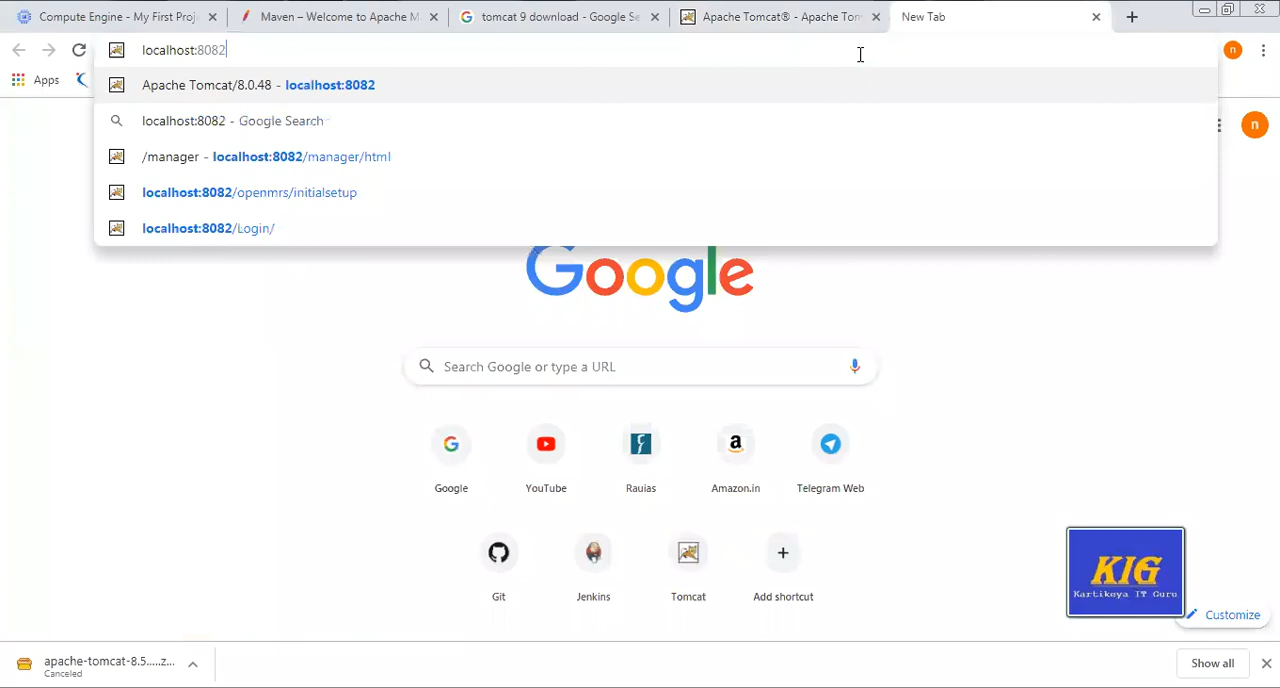 Compute Engine - My First Proj
Maven – Welcome to Apache M
tomcat 9 download - Google Se
Apache Tomcat® - Apache Tom
New Tab
localhost:8082
n
Apps
Apache Tomcat/8.0.48 - localhost:8082
localhost:8082 - Google Search
n
/manager - localhost:8082/manager/html
localhost:8082/openmrs/initialsetup
localhost:8082/Login/
Google
Search Google or type a URL
Google
YouTube
Rauias
Amazon.in
Telegram Web
Git
Jenkins
Tomcat
Add shortcut
KIG
Kartikeya IT Guru
Customize
apache-tomcat-8.5.....z...
Canceled
Show all